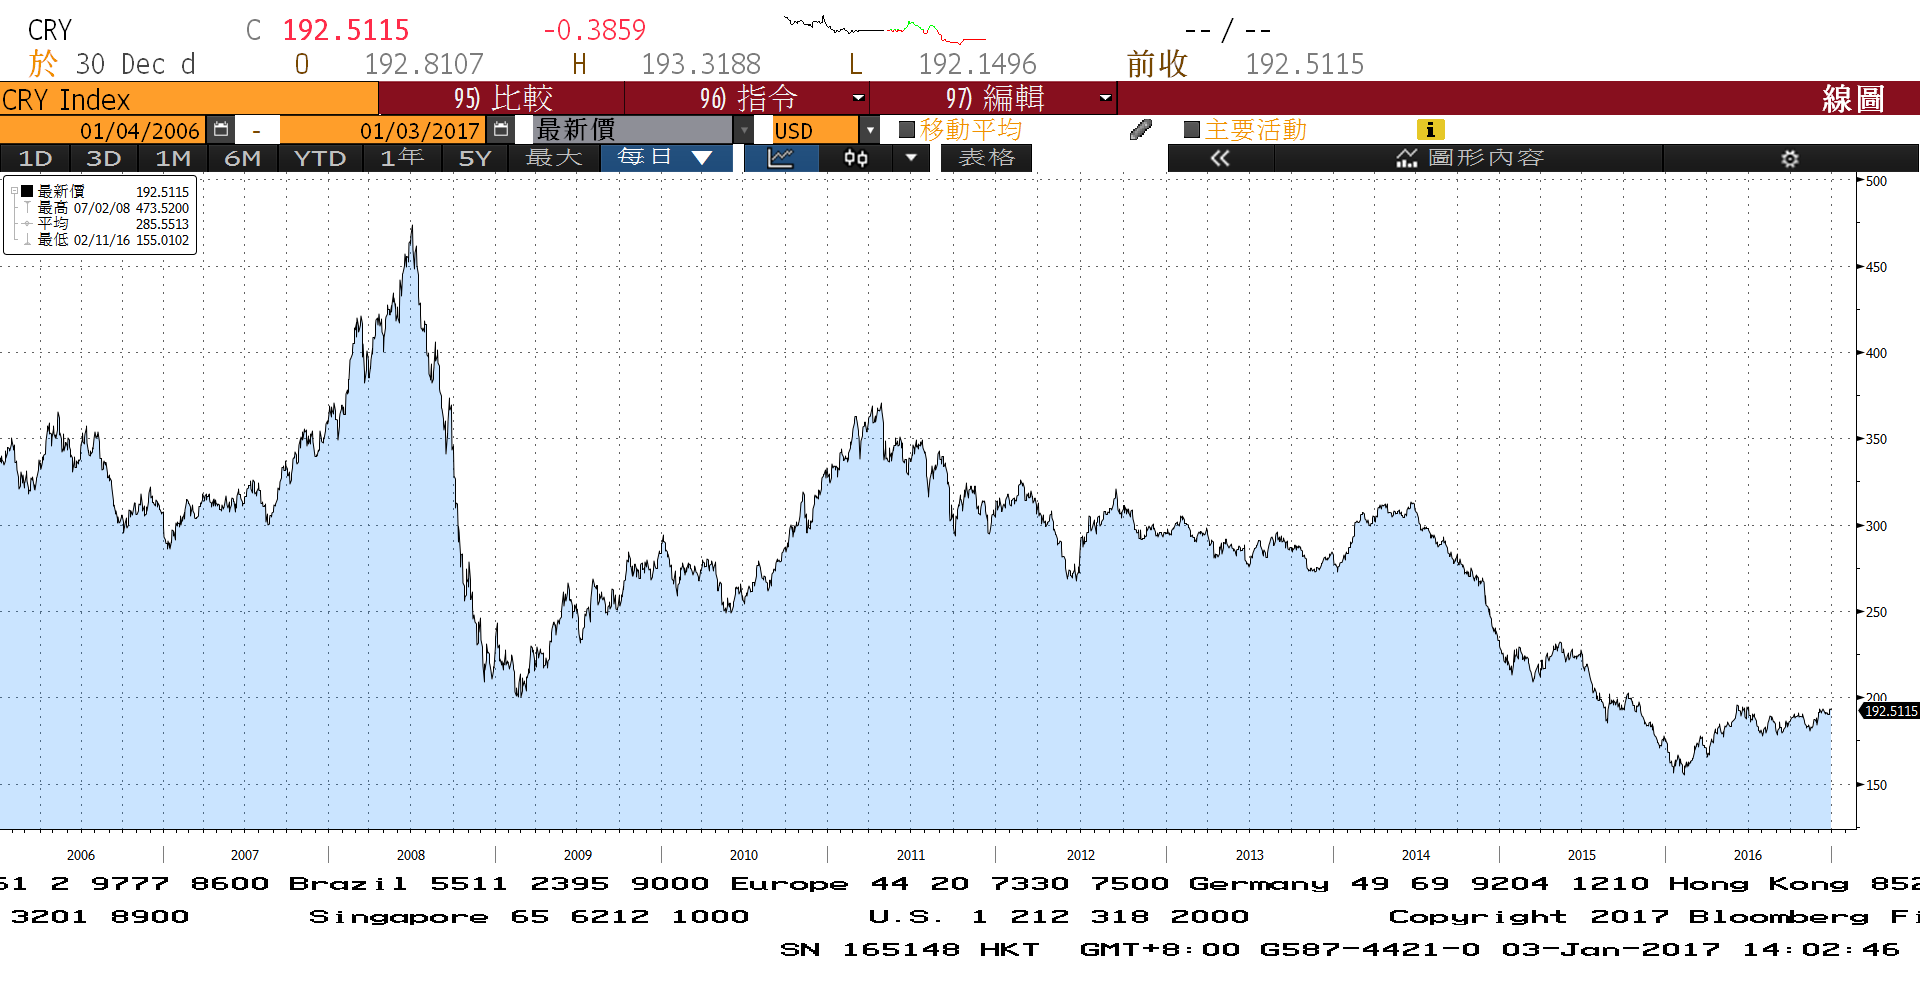 CRY C 192.5115 -0.3859 -- / --
於 30 Dec d O 192.8107 H 193.3188 L 192.1496 前收 192.5115
CRY Index 95) 比較 96) 指令 97) 編輯 線圖
01/04/2006 - 01/03/2017 最新價 USD 移動平均 主要活動 i
1D 3D 1M 6M YTD 1年 5Y 最大 每日 ▼ 表格 « 圖形內容
最新價 192.5115
最高 07/02/08 473.5200
平均 285.5513
最低 02/11/16 155.0102
500
450
400
350
300
250
200
192.5115
150
2006 2007 2008 2009 2010 2011 2012 2013 2014 2015 2016
61 2 9777 8600 Brazil 5511 2395 9000 Europe 44 20 7330 7500 Germany 49 69 9204 1210 Hong Kong 852
3201 8900 Singapore 65 6212 1000 U.S. 1 212 318 2000 Copyright 2017 Bloomberg Fi
SN 165148 HKT GMT+8:00 G587-4421-0 03-Jan-2017 14:02:46